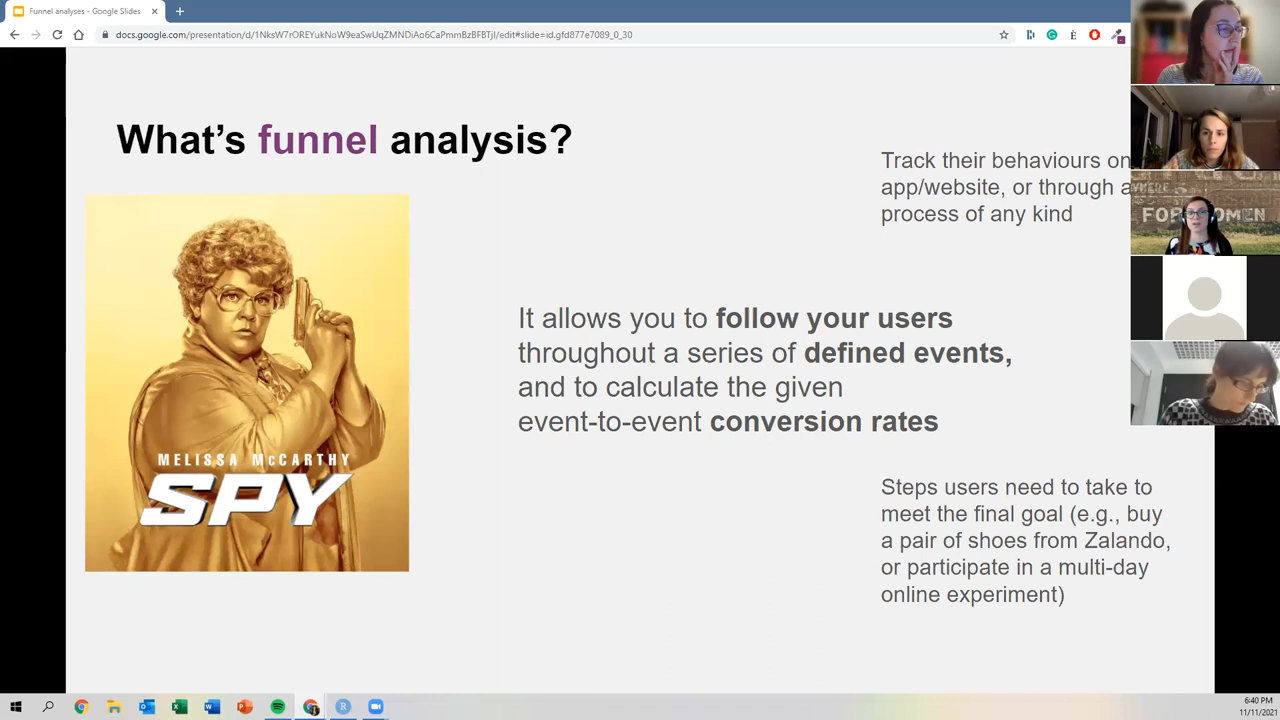 Funnel analyses - Google Slides
docs.google.com/presentation/d/1NksW7rOREYukNoW9eaSwUqZMNDiAo6CaPmmBzBFBTjI/edit#slide=id.gfd877e7089_0_30
What's funnel analysis?
Track their behaviours on
app/website, or through a
process of any kind
FOR WOMEN
It allows you to follow your users
throughout a series of defined events,
and to calculate the given
event-to-event conversion rates
MELISSA McCARTHY
SPY
Steps users need to take to
meet the final goal (e.g., buy
a pair of shoes from Zalando,
or participate in a multi-day
online experiment)
6:40 PM
11/11/2021